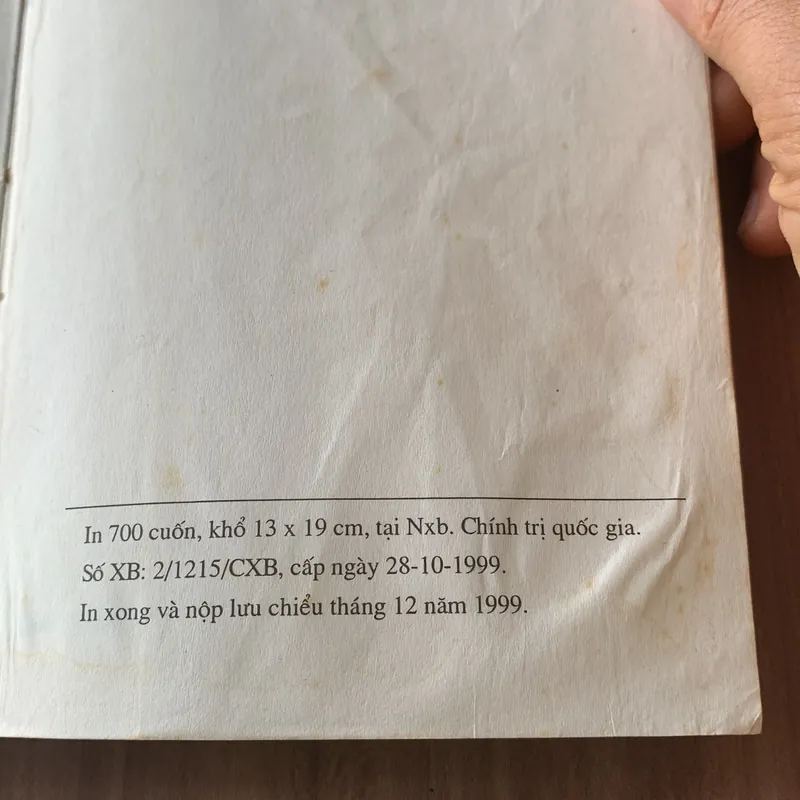 In 700 cuốn, khổ 13 x 19 cm, tại Nxb. Chính trị quốc gia.
Số XB: 2/1215/CXB, cấp ngày 28-10-1999.
In xong và nộp lưu chiểu tháng 12 năm 1999.